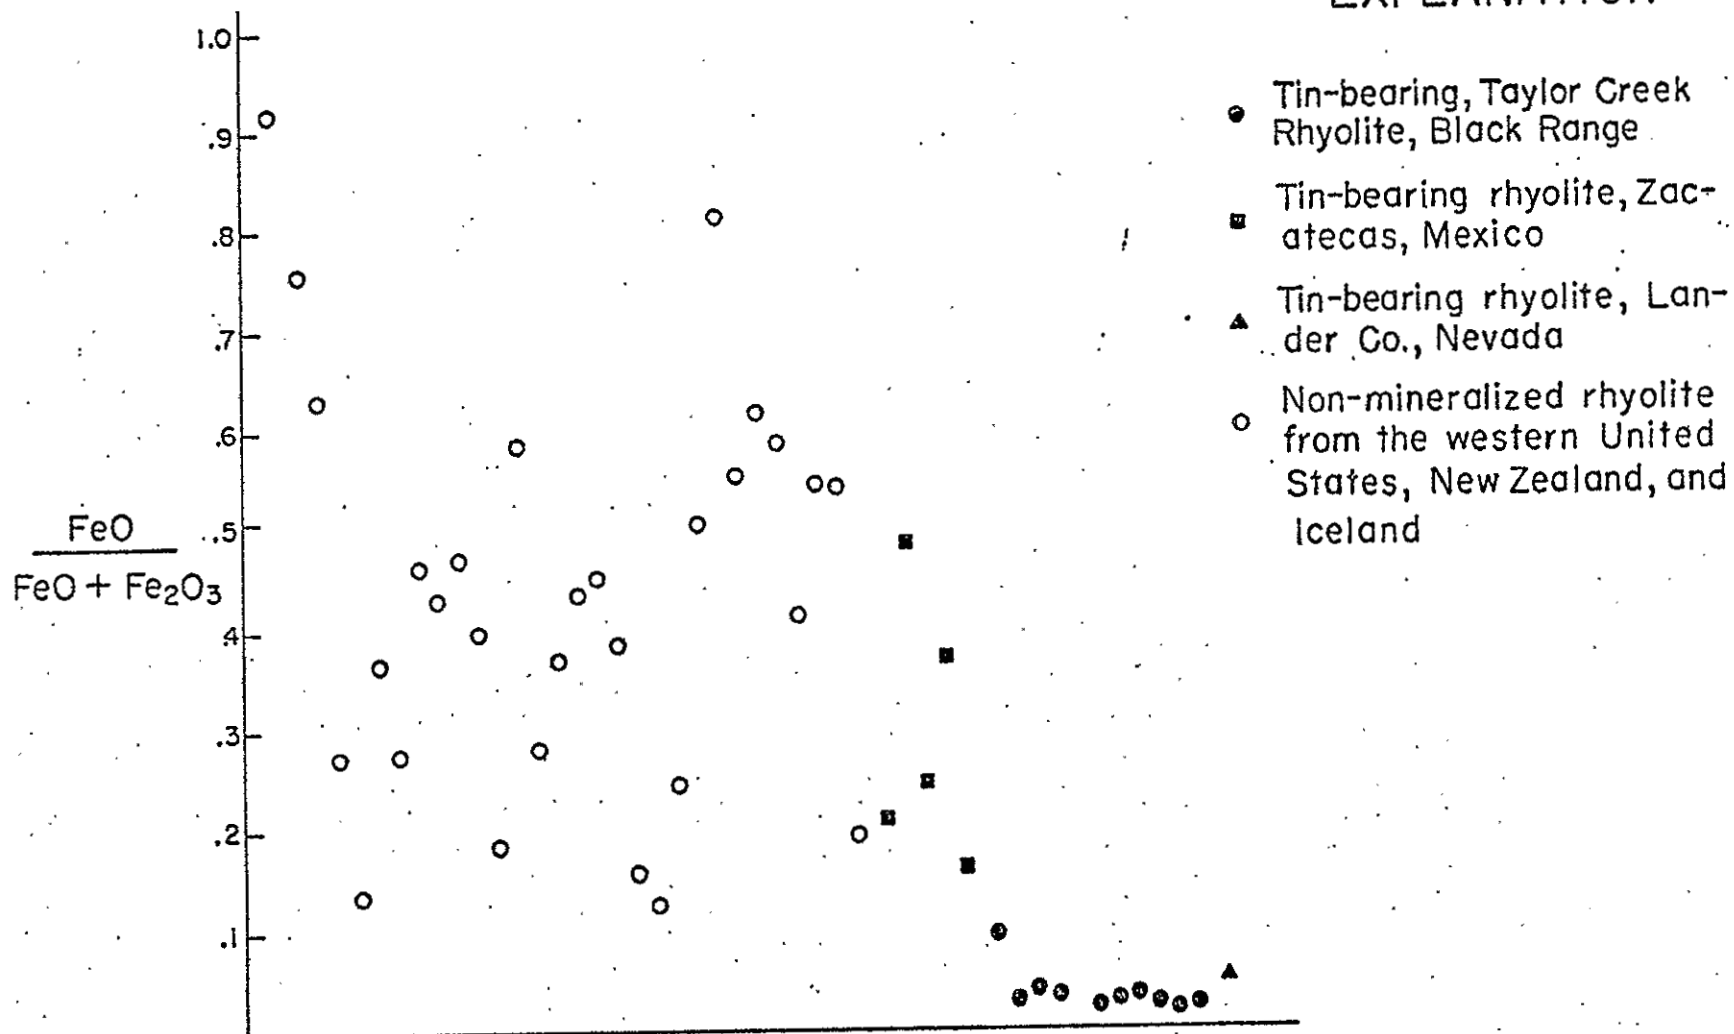 EXPLANATION
1.0
.9
.8
.7
.6
.5
.4
.3
.2
.1
FeO
FeO + Fe₂O₃
Tin-bearing, Taylor Creek
Rhyolite, Black Range
Tin-bearing rhyolite, Zac-
atecas, Mexico
Tin-bearing rhyolite, Lan-
der Co., Nevada
Non-mineralized rhyolite
from the western United
States, New Zealand, and
Iceland